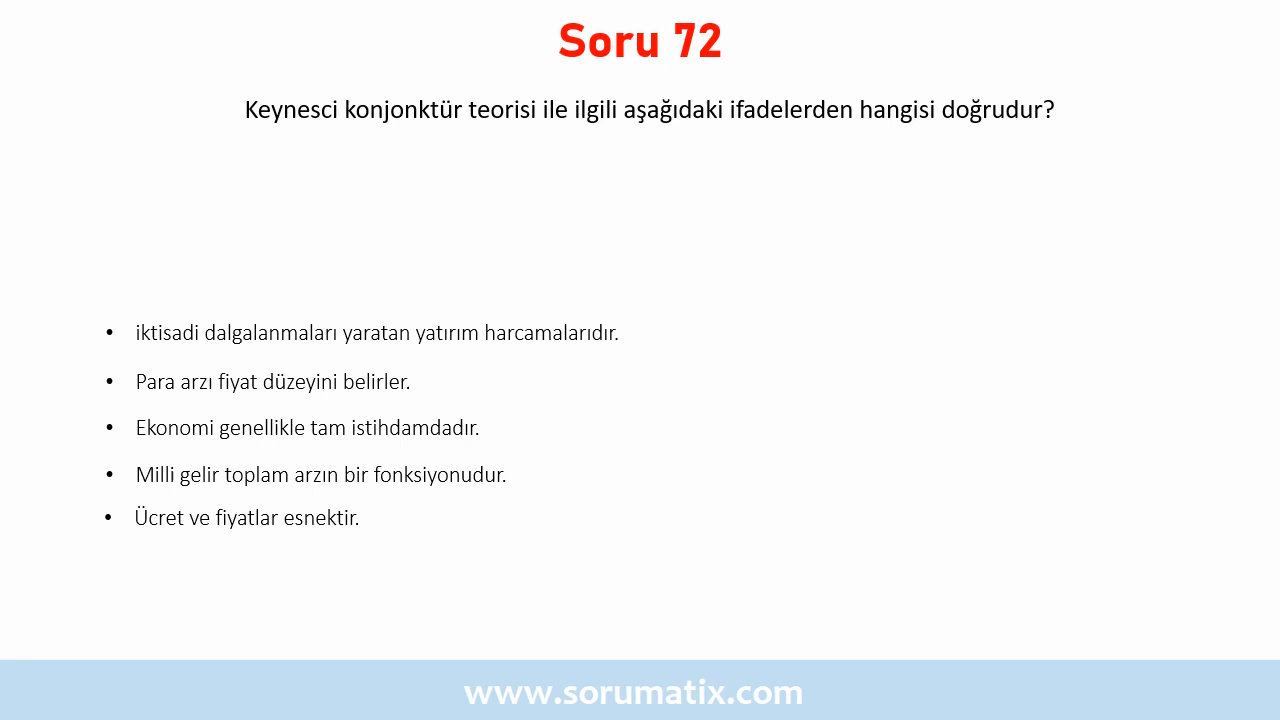 Soru 72
Keynesci konjonktür teorisi ile ilgili aşağıdaki ifadelerden hangisi doğrudur?
• iktisadi dalgalanmaları yaratan yatırım harcamalarıdır.
• Para arzı fiyat düzeyini belirler.
• Ekonomi genellikle tam istihdamdadır.
• Milli gelir toplam arzın bir fonksiyonudur.
• Ücret ve fiyatlar esnektir.
www.sorumatix.com